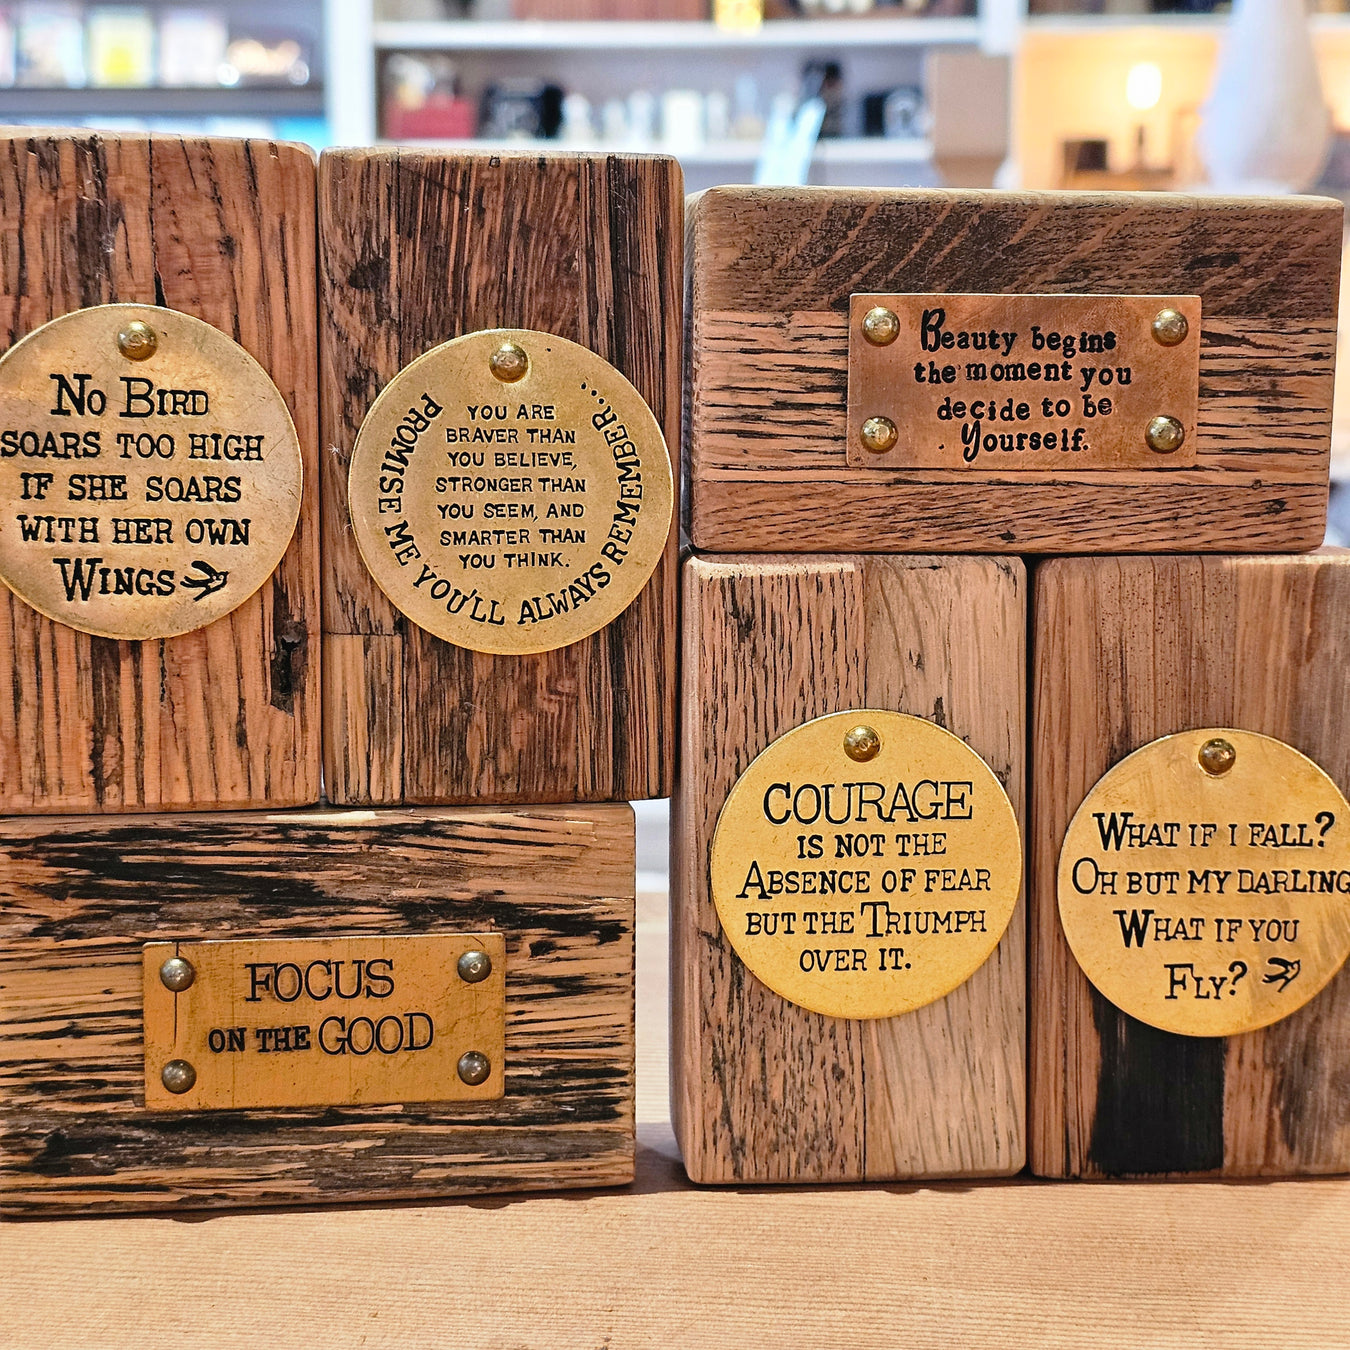 No Bird
SOARS TOO HIGH
IF SHE SOARS
WITH HER OWN
Wings
PROMISE ME YOU'LL ALWAYS REMEMBER...
YOU ARE
BRAVER THAN
YOU BELIEVE,
STRONGER THAN
YOU SEEM, AND
SMARTER THAN
YOU THINK.
Beauty begins
the moment you
decide to be
Yourself.
FOCUS
ON THE GOOD
COURAGE
IS NOT THE
ABSENCE OF FEAR
BUT THE TRIUMPH
OVER IT.
WHAT IF I FALL?
OH BUT MY DARLING
WHAT IF YOU
FLY?